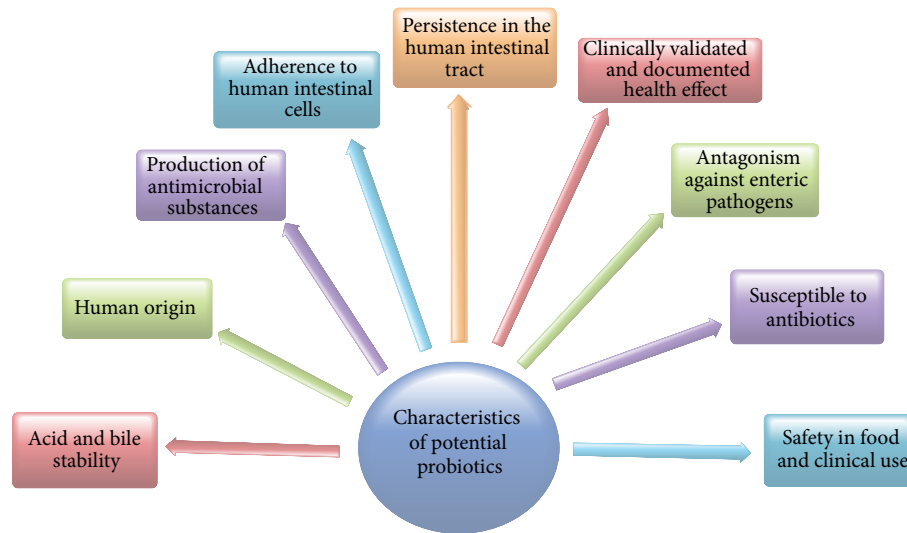 Persistence in the
human intestinal
tract
Clinically validated
and documented
health effect
Adherence to
human intestinal
cells
Antagonism
against enteric
pathogens
Production of
antimicrobial
substances
Susceptible to
antibiotics
Human origin
Characteristics
of potential
probiotics
Acid and bile
stability
Safety in food
and clinical use